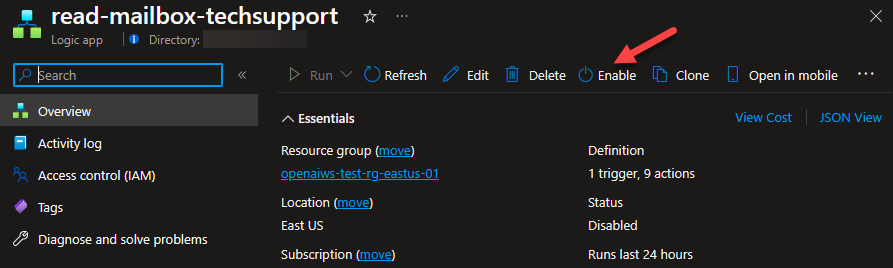 read-mailbox-techsupport
Logic app
Directory:
Search
Run
Refresh
Edit
Delete
Enable
Clone
Open in mobile
Overview
Activity log
Access control (IAM)
Tags
Diagnose and solve problems
Essentials
View Cost
JSON View
Resource group (move)
openaiws-test-rg-eastus-01
Definition
1 trigger, 9 actions
Location (move)
East US
Status
Disabled
Subscription (move)
Runs last 24 hours